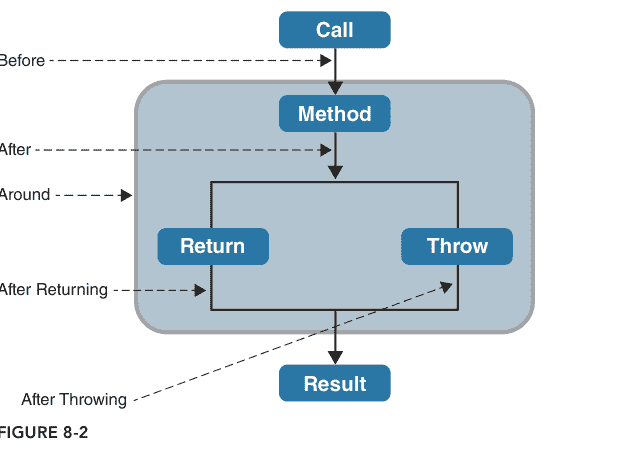 Call
Before
Method
After
Around
Return
Throw
After Returning
Result
After Throwing
FIGURE 8-2